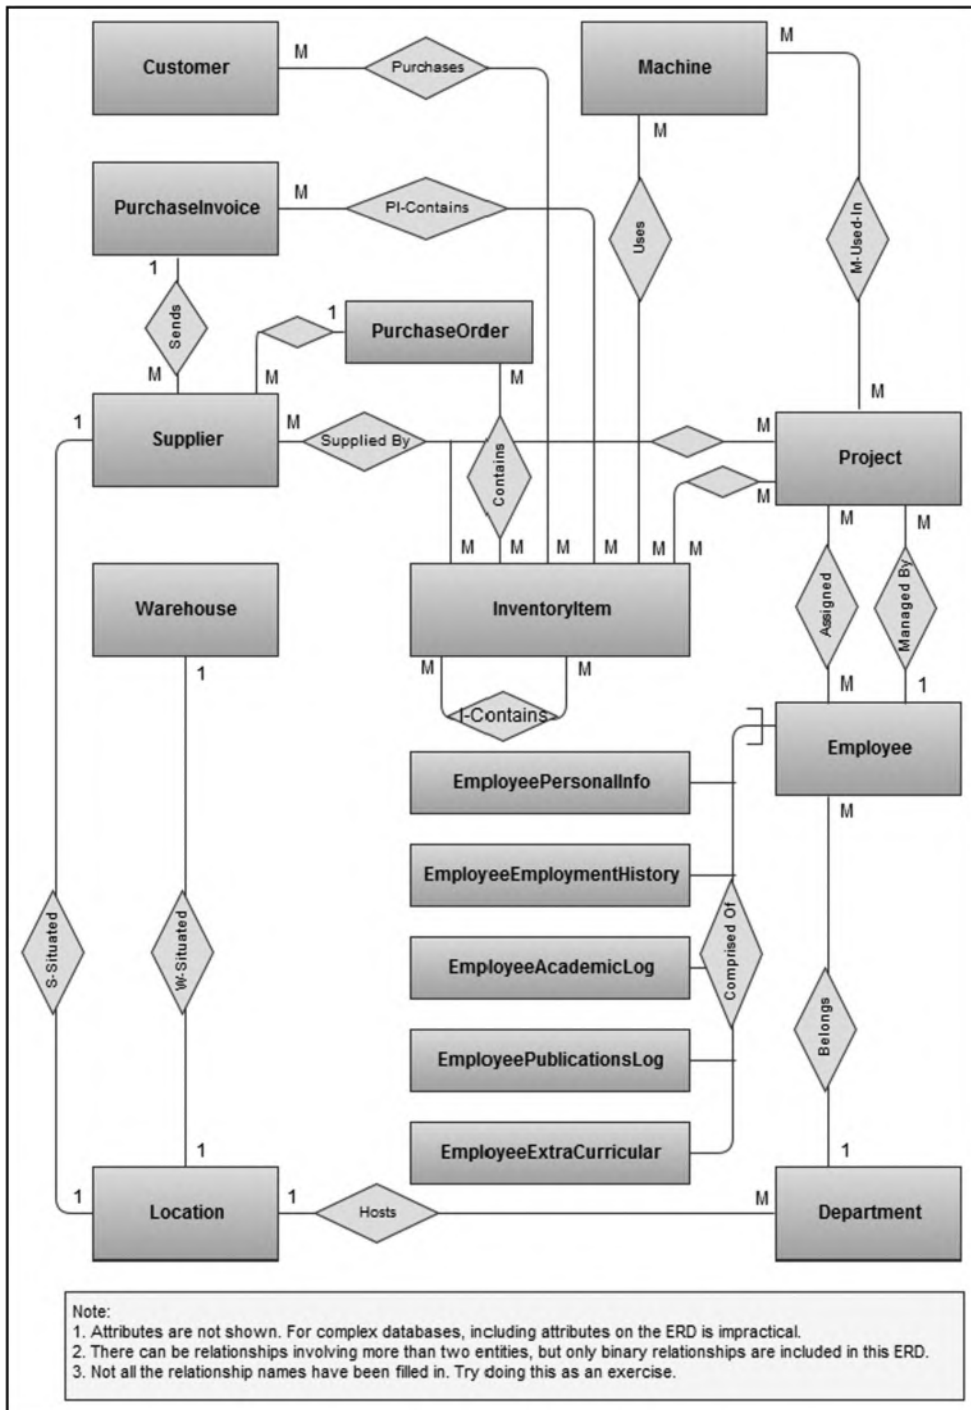 Customer
M
Purchases
Machine
M
M
PurchaseInvoice
M
PI-Contains
Uses
M-Used-In
1
Sends
M
1
PurchaseOrder
M
M
1
Supplier
M
Supplied By
Contains
M
Project
M
M
M
M
M
M
M
M
M
M
M
Warehouse
1
InventoryItem
M
M
I-Contains
Assigned
Managed By
M
1
Employee
M
EmployeePersonalInfo
EmployeeEmploymentHistory
EmployeeAcademicLog
EmployeePublicationsLog
EmployeeExtraCurricular
Comprised Of
S-Situated
W-Situated
Belongs
1
1
1
Location
1
Hosts
M
Department
Note:
1. Attributes are not shown. For complex databases, including attributes on the ERD is impractical.
2. There can be relationships involving more than two entities, but only binary relationships are included in this ERD.
3. Not all the relationship names have been filled in. Try doing this as an exercise.